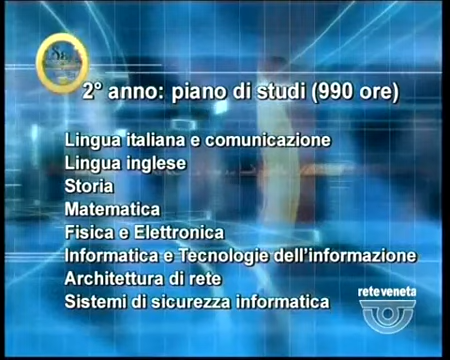 2° anno: piano di studi (990 ore)
Lingua italiana e comunicazione
Lingua inglese
Storia
Matematica
Fisica e Elettronica
Informatica e Tecnologie dell'informazione
Architettura di rete
Sistemi di sicurezza informatica
reteveneta